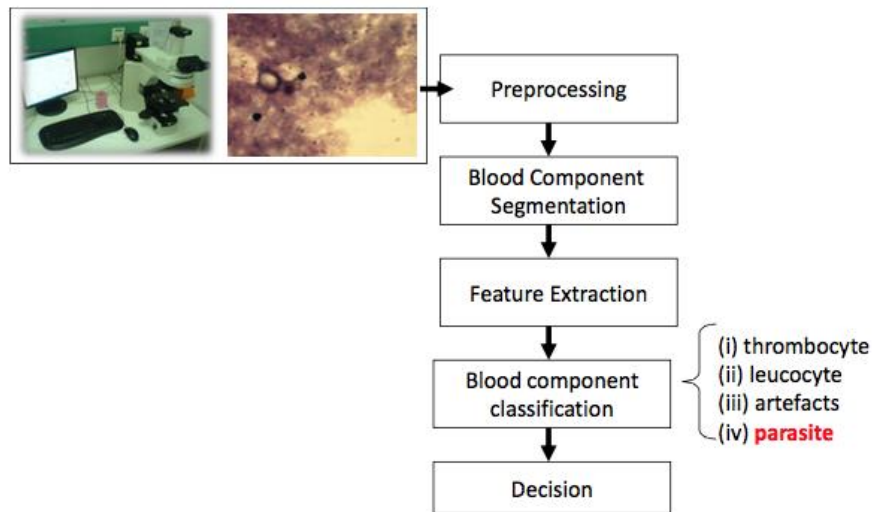 Preprocessing
Blood Component
Segmentation
Feature Extraction
Blood component
classification
(i) thrombocyte
(ii) leucocyte
(iii) artefacts
(iv) parasite
Decision